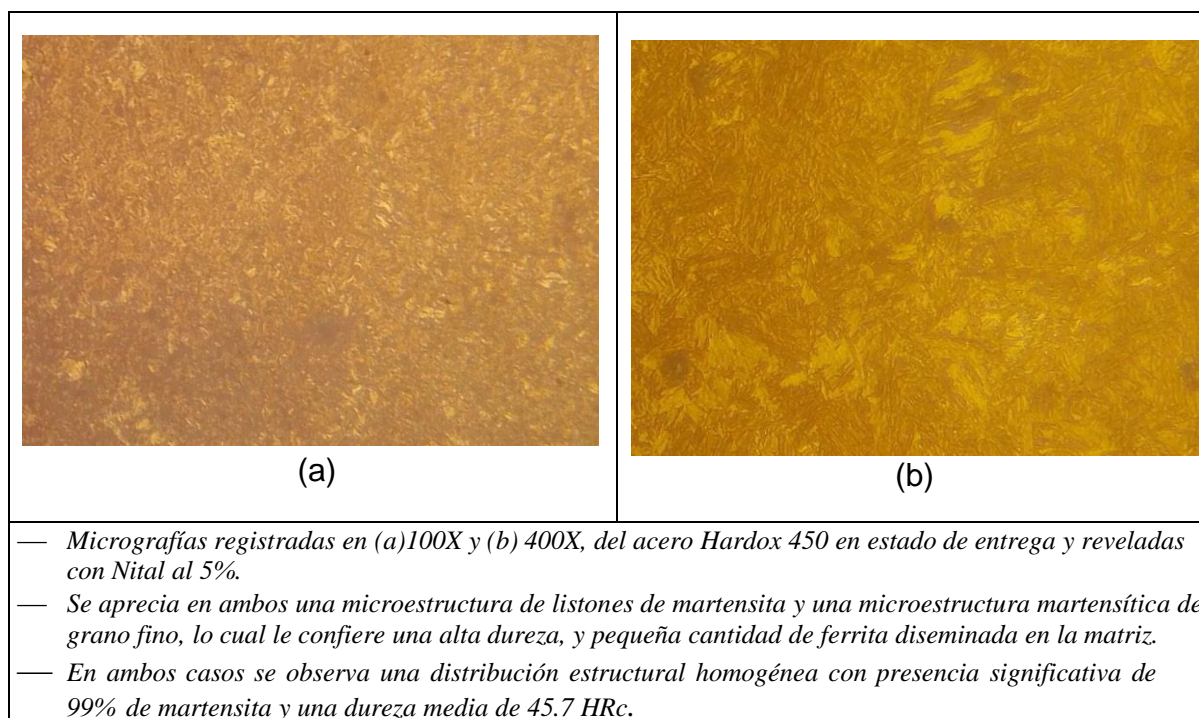 (a)
(b)
— Micrografías registradas en (a)100X y (b) 400X, del acero Hardox 450 en estado de entrega y reveladas
con Nital al 5%.
— Se aprecia en ambos una microestructura de listones de martensita y una microestructura martensítica de
grano fino, lo cual le confiere una alta dureza, y pequeña cantidad de ferrita diseminada en la matriz.
— En ambos casos se observa una distribución estructural homogénea con presencia significativa de
99% de martensita y una dureza media de 45.7 HRc.